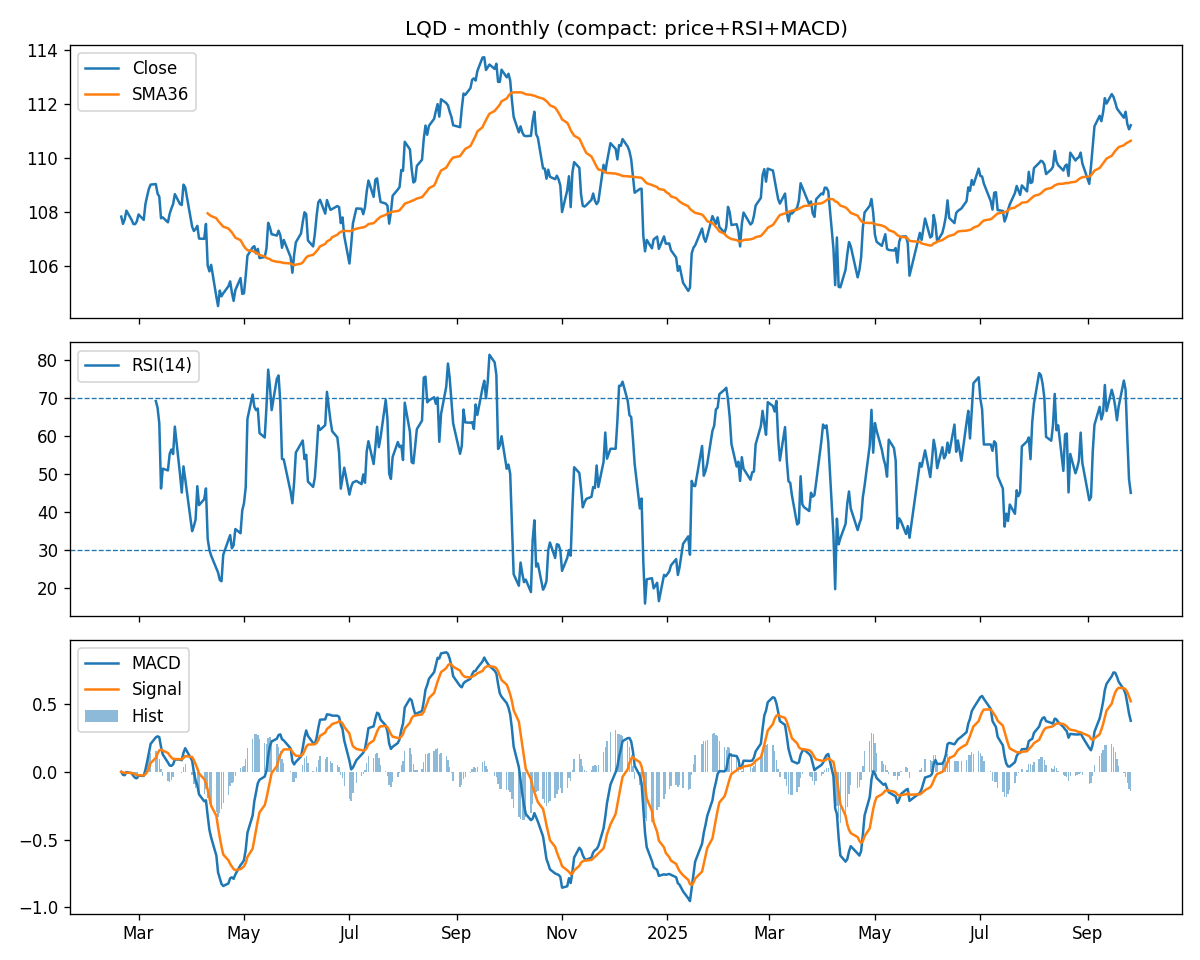 LQD - monthly (compact: price+RSI+MACD)
114
112
110
108
106
Close
SMA36
80
70
60
50
40
30
20
RSI(14)
0.5
0.0
−0.5
−1.0
MACD
Signal
Hist
Mar May Jul Sep Nov 2025 Mar May Jul Sep